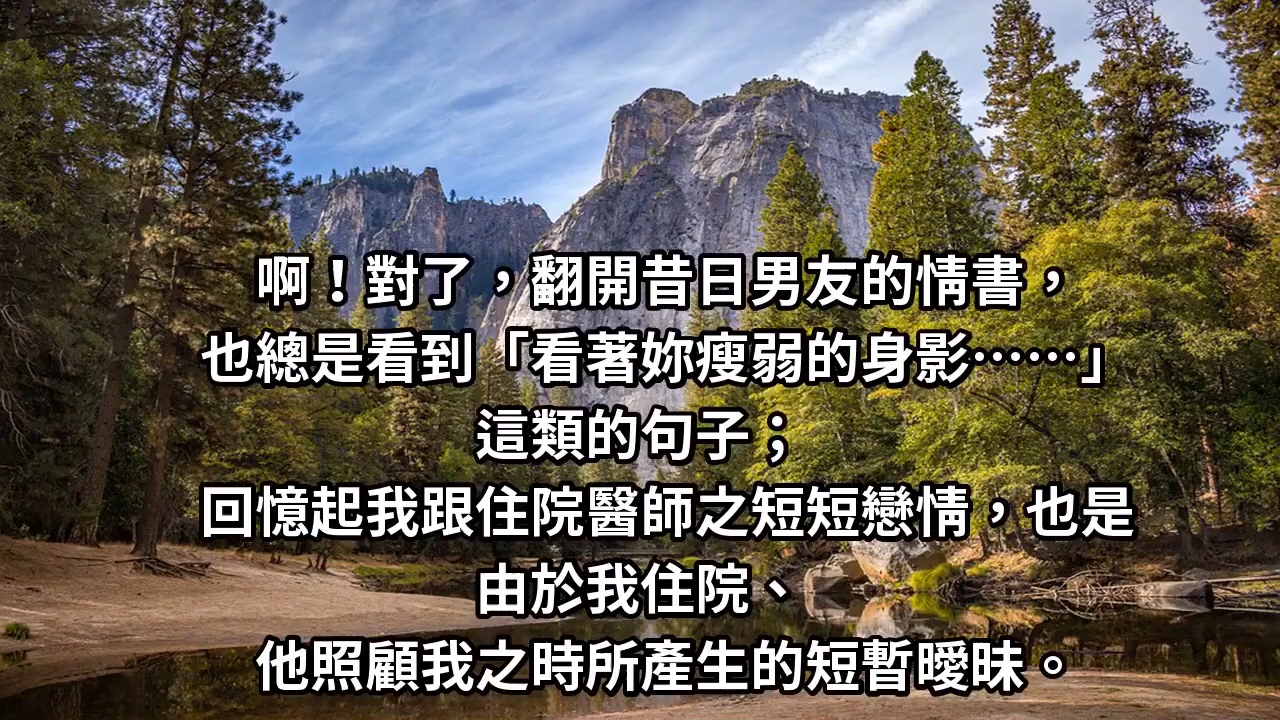 啊！對了，翻開昔日男友的情書，
也總是看到「看著妳瘦弱的身影……」
這類的句子；
回憶起我跟住院醫師之短短戀情，也是
由於我住院、
他照顧我之時所產生的短暫曖昧。